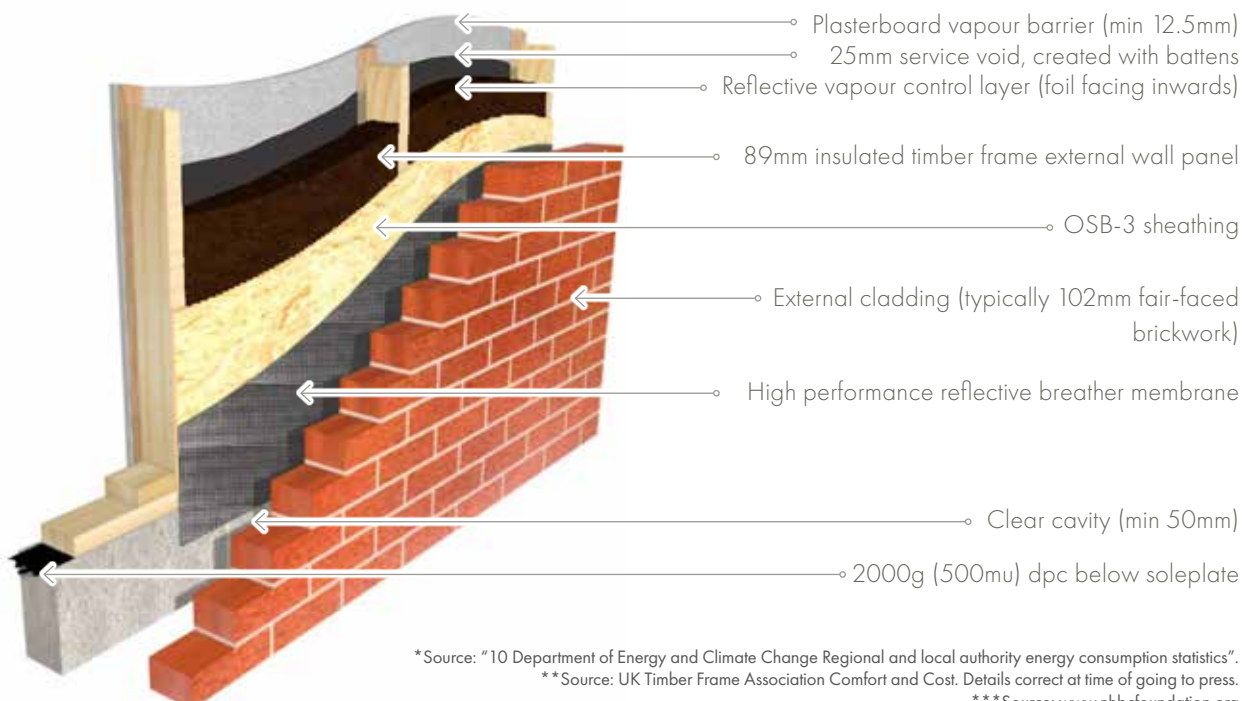 Plasterboard vapour barrier (min 12.5mm)
25mm service void, created with battens
Reflective vapour control layer (foil facing inwards)
89mm insulated timber frame external wall panel
OSB-3 sheathing
External cladding (typically 102mm fair-faced
brickwork)
High performance reflective breather membrane
Clear cavity (min 50mm)
2000g (500mu) dpc below soleplate
*Source: "10 Department of Energy and Climate Change Regional and local authority energy consumption statistics".
**Source: UK Timber Frame Association Comfort and Cost. Details correct at time of going to press.
***Source: www.nhbcfoundation.org